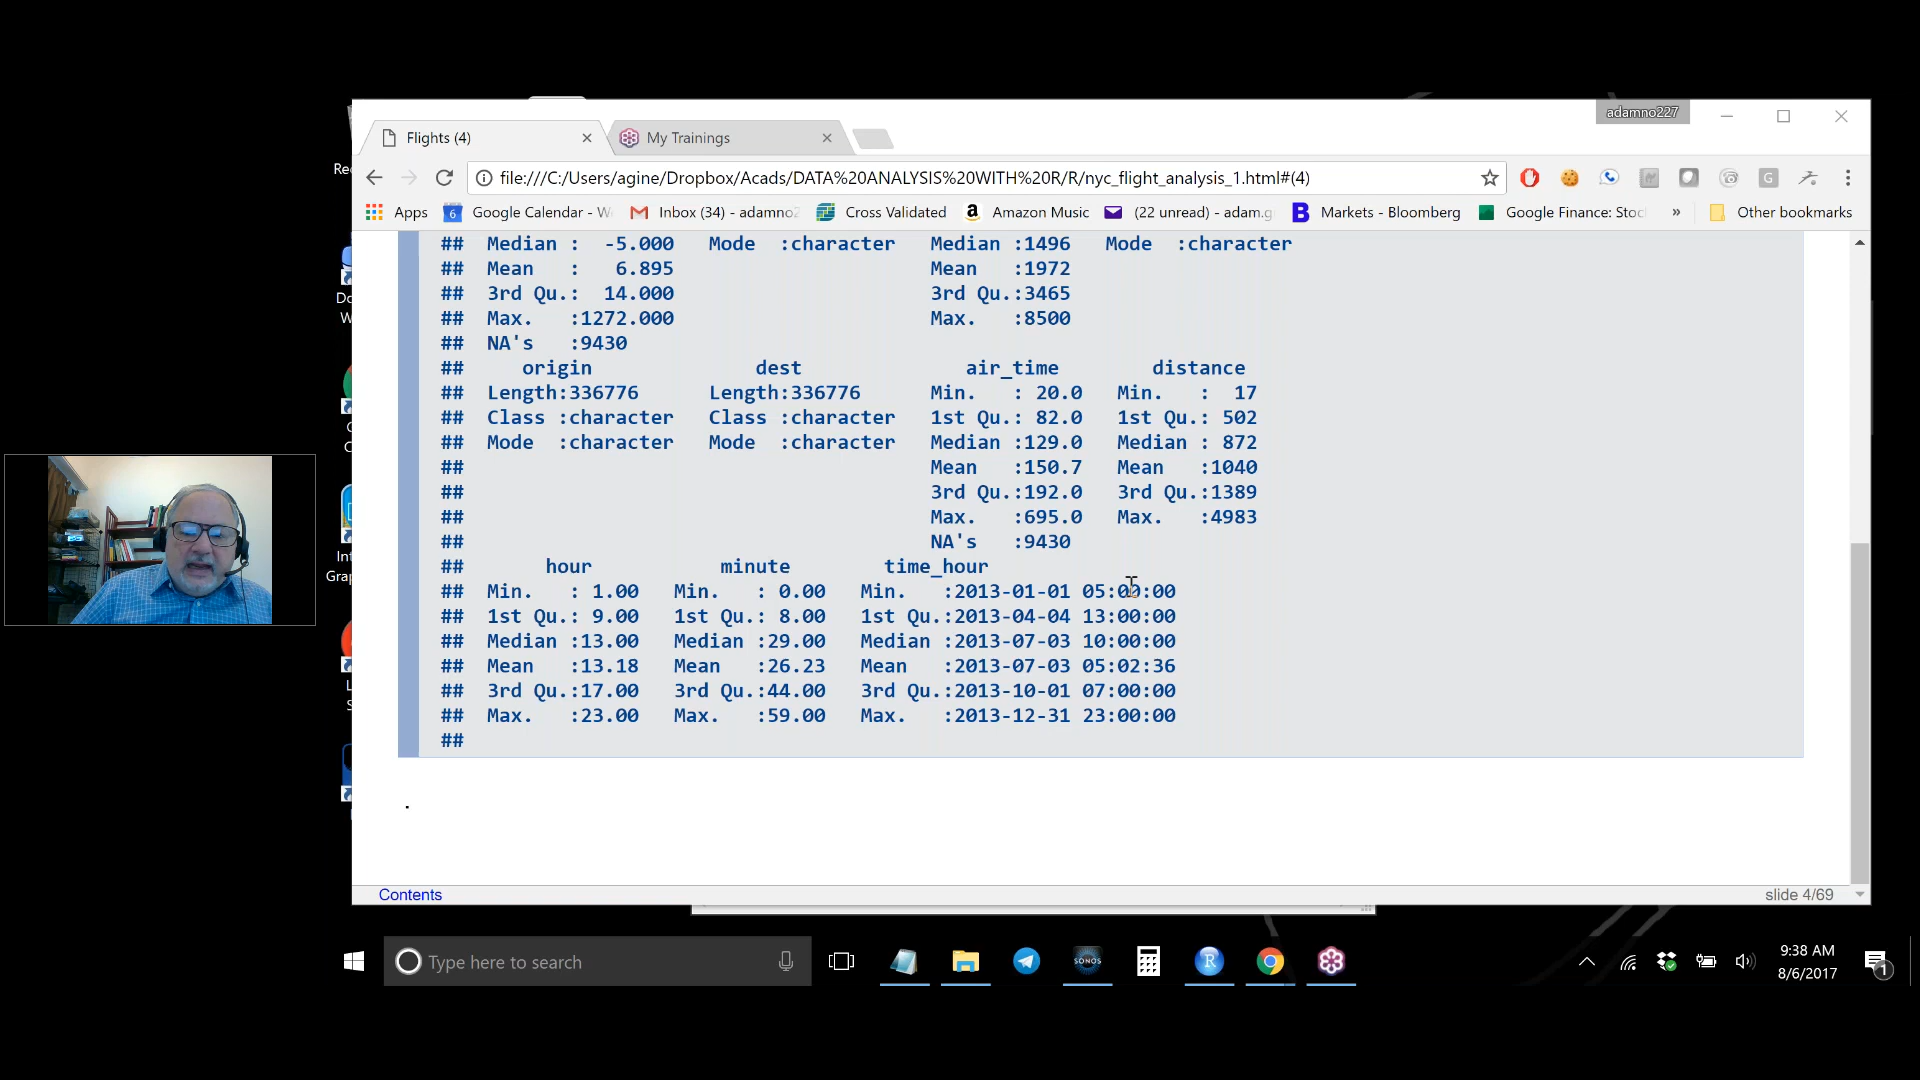 adamno227
Flights (4)
My Trainings
file:///C:/Users/agine/Dropbox/Acads/DATA%20ANALYSIS%20WITH%20R/R/nyc_flight_analysis_1.html#(4)
Apps
6
Google Calendar - W
Inbox (34) - adamno2
Cross Validated
Amazon Music
(22 unread) - adam.g
Markets - Bloomberg
Google Finance: Stoc
»
Other bookmarks
## Median : -5.000 Mode :character Median :1496 Mode :character
## Mean : 6.895 Mean :1972
## 3rd Qu.: 14.000 3rd Qu.:3465
## Max. :1272.000 Max. :8500
## NA's :9430
## origin dest air_time distance
## Length:336776 Length:336776 Min. : 20.0 Min. : 17
## Class :character Class :character 1st Qu.: 82.0 1st Qu.: 502
## Mode :character Mode :character Median :129.0 Median : 872
## Mean :150.7 Mean :1040
## 3rd Qu.:192.0 3rd Qu.:1389
## Max. :695.0 Max. :4983
## NA's :9430
## hour minute time_hour
## Min. : 1.00 Min. : 0.00 Min. :2013-01-01 05:00:00
## 1st Qu.: 9.00 1st Qu.: 8.00 1st Qu.:2013-04-04 13:00:00
## Median :13.00 Median :29.00 Median :2013-07-03 10:00:00
## Mean :13.18 Mean :26.23 Mean :2013-07-03 05:02:36
## 3rd Qu.:17.00 3rd Qu.:44.00 3rd Qu.:2013-10-01 07:00:00
## Max. :23.00 Max. :59.00 Max. :2013-12-31 23:00:00
##
.
Contents
slide 4/69
Type here to search
SONOS
R
9:38 AM
8/6/2017
1